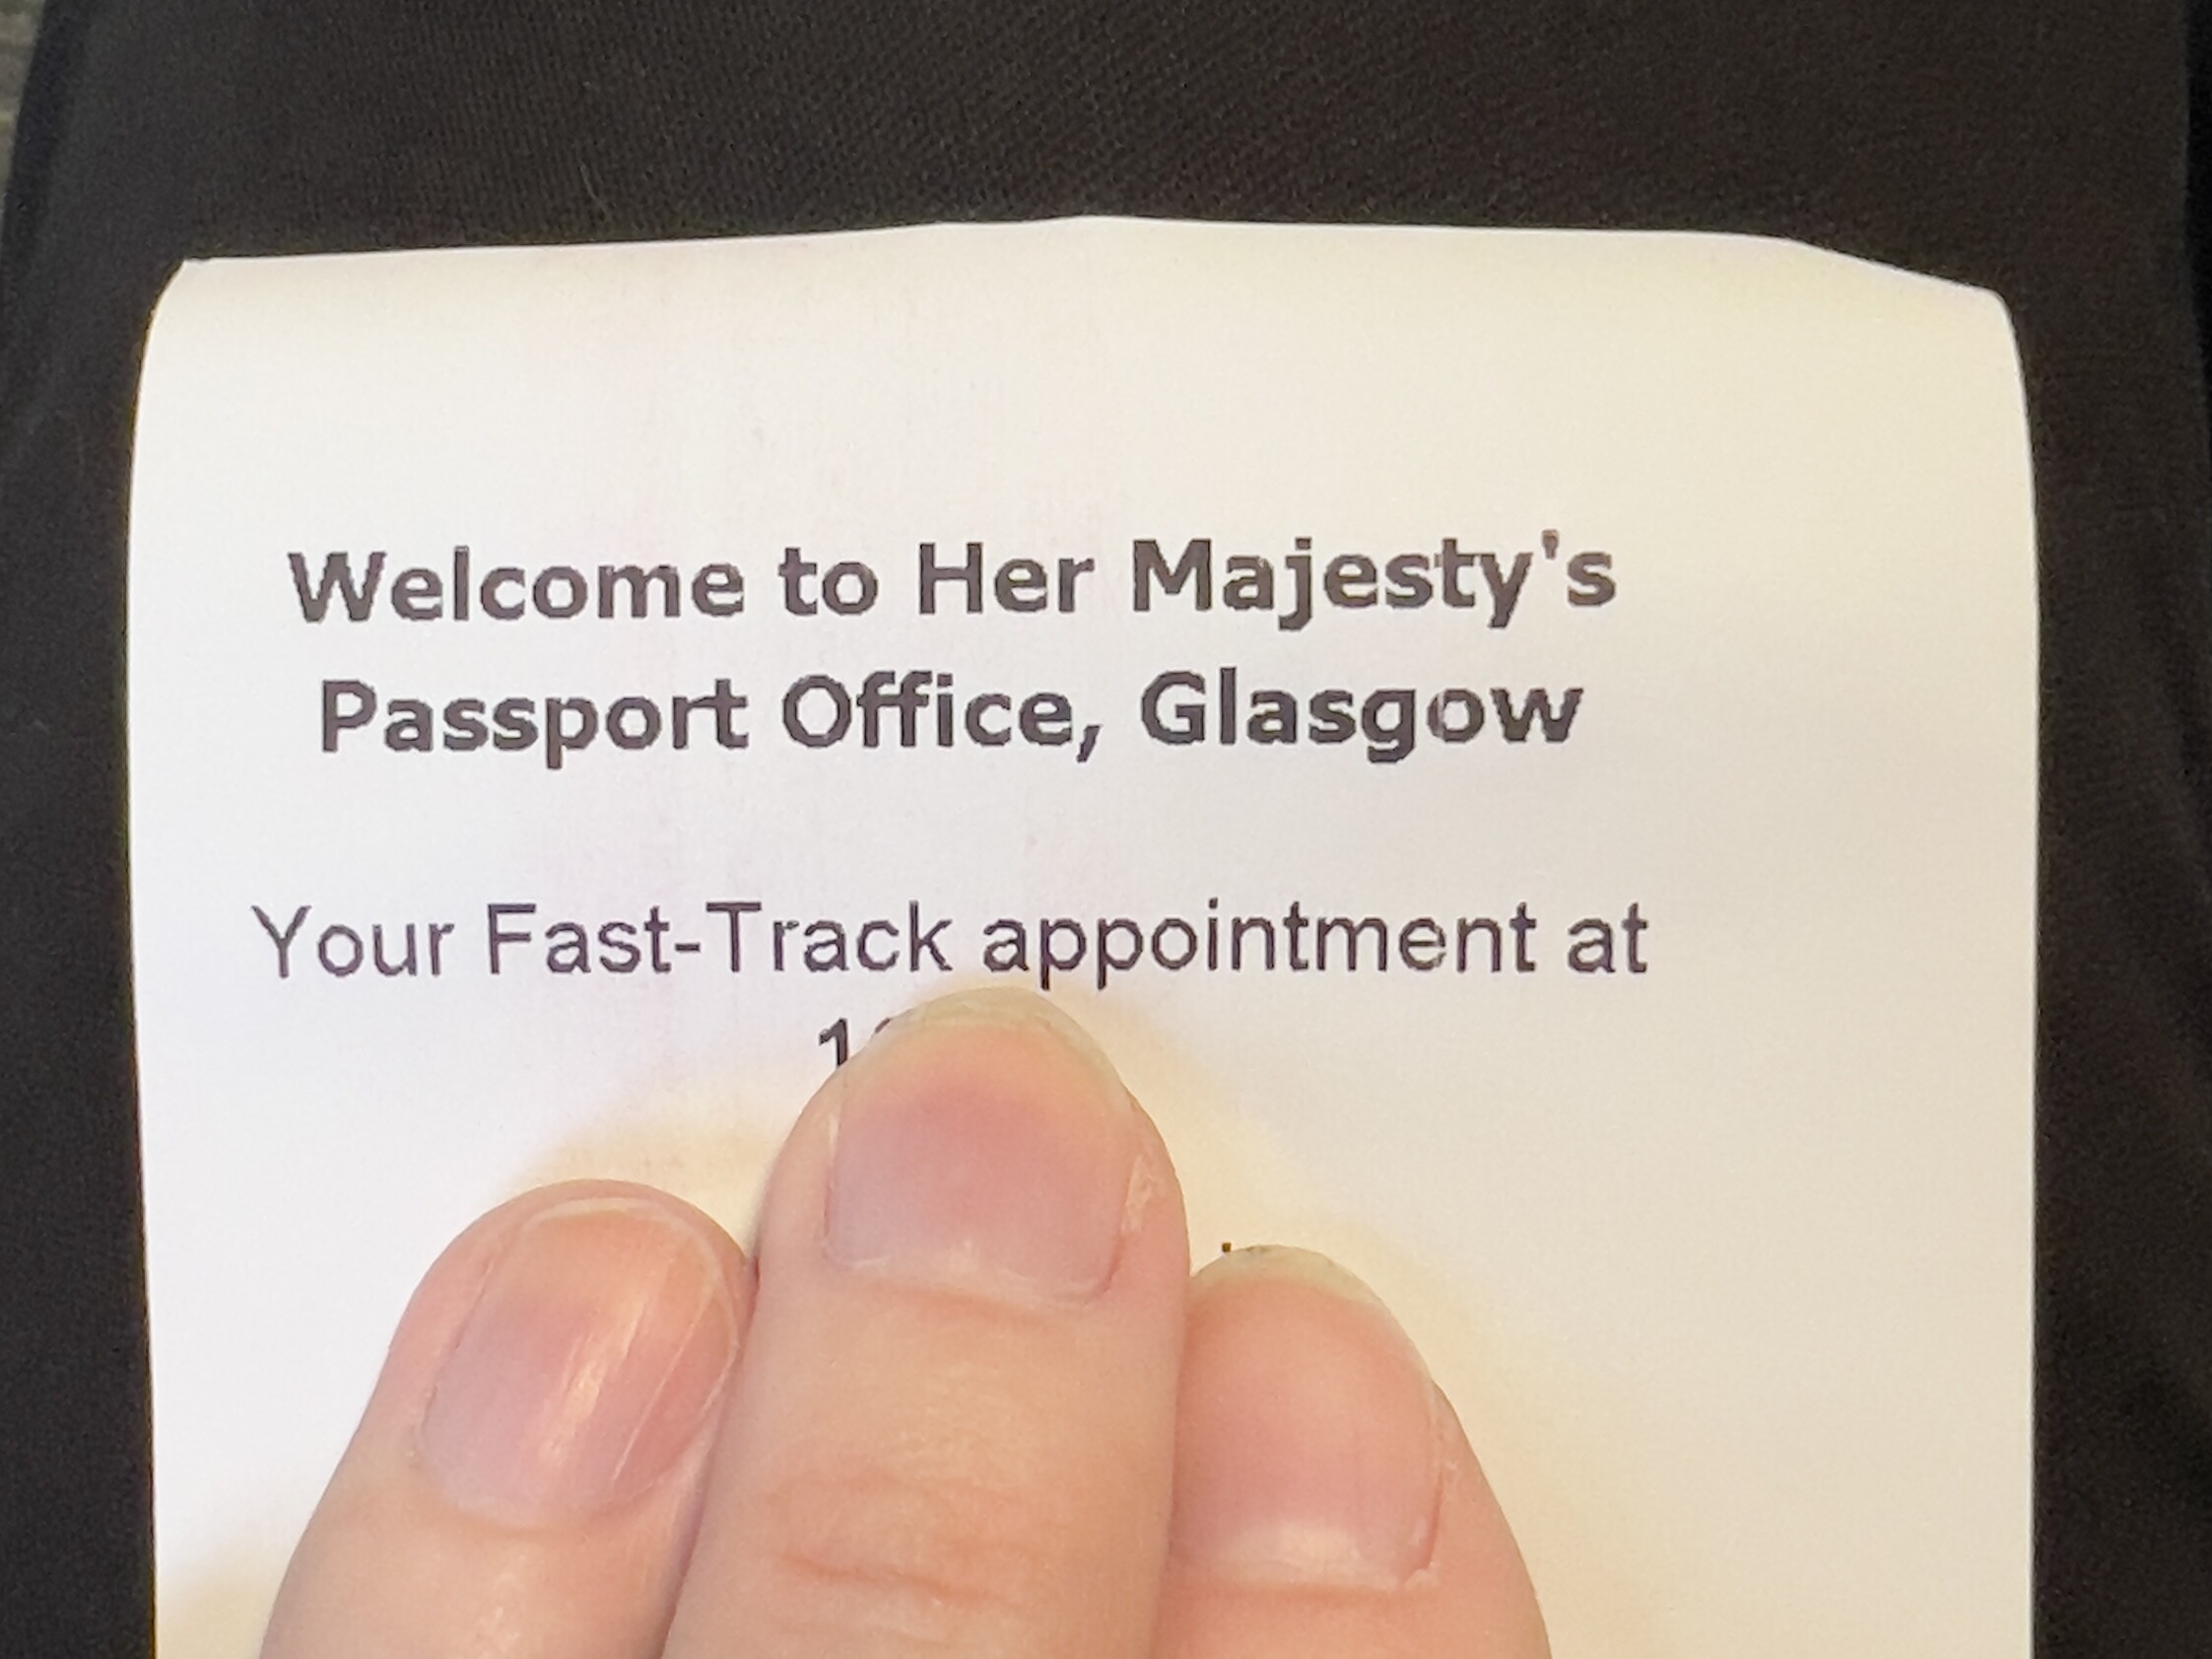 Welcome to Her Majesty's
Passport Office, Glasgow
Your Fast-Track appointment at